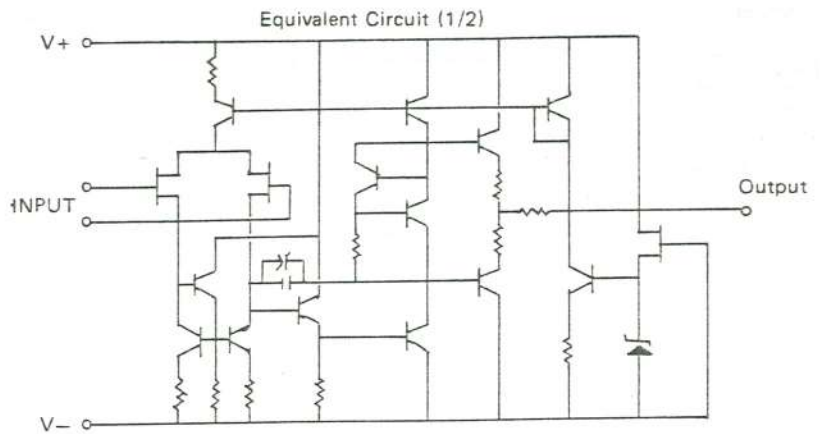 Equivalent Circuit (1/2)
V+
INPUT
Output
V−